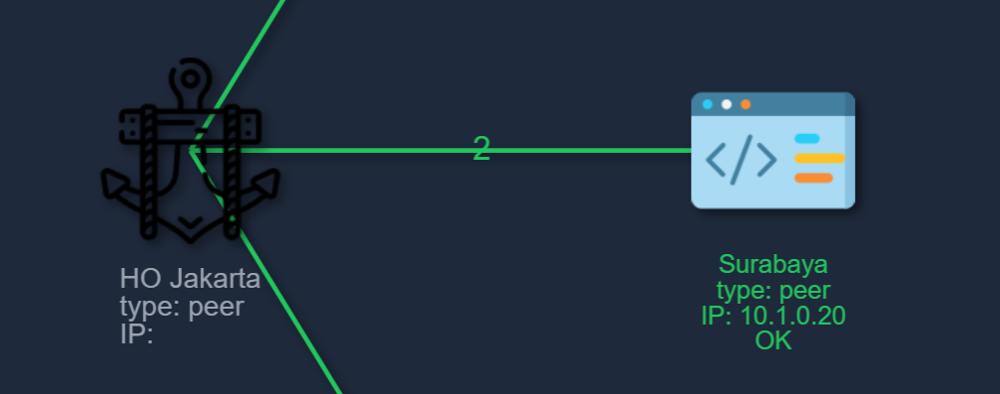 2
HO Jakarta
type: peer
IP:
Surabaya
type: peer
IP: 10.1.0.20
OK